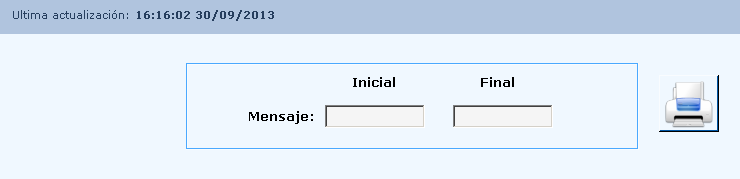 Ultima actualización: 16:16:02 30/09/2013
Inicial Final
Mensaje: